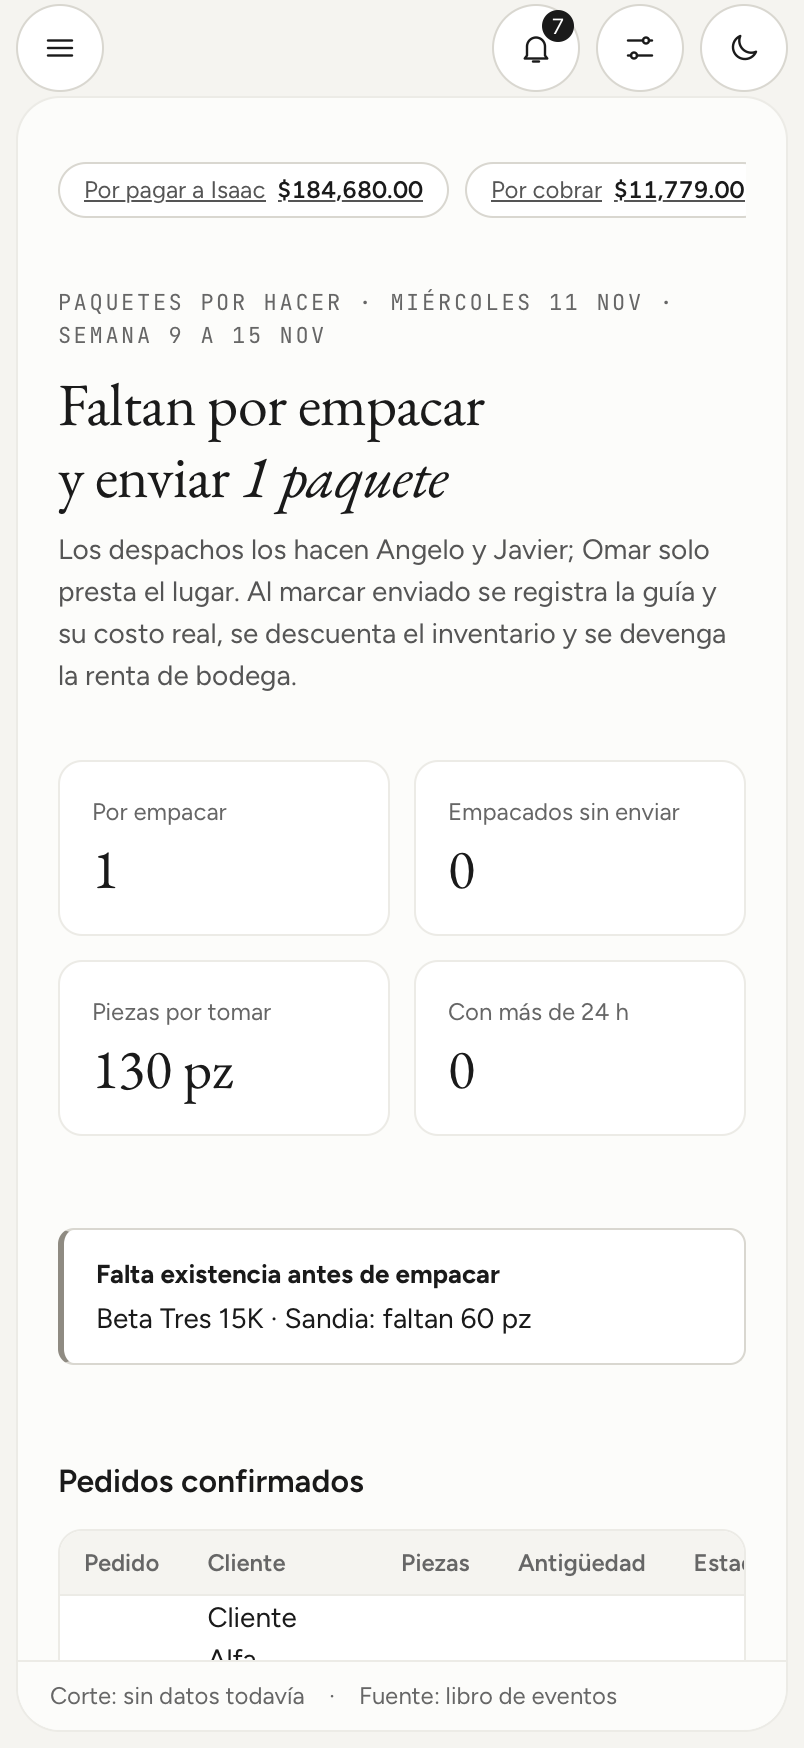 7
Por pagar a Isaac $184,680.00 Por cobrar $11,779.00
PAQUETES POR HACER · MIÉRCOLES 11 NOV ·
SEMANA 9 A 15 NOV
Faltan por empacar
y enviar 1 paquete
Los despachos los hacen Angelo y Javier; Omar solo
presta el lugar. Al marcar enviado se registra la guía y
su costo real, se descuenta el inventario y se devenga
la renta de bodega.
Por empacar
1
Empacados sin enviar
0
Piezas por tomar
130 pz
Con más de 24 h
0
Falta existencia antes de empacar
Beta Tres 15K · Sandia: faltan 60 pz
Pedidos confirmados
Pedido Cliente Piezas Antigüedad
Cliente
Alfa
Corte: sin datos todavía · Fuente: libro de eventos